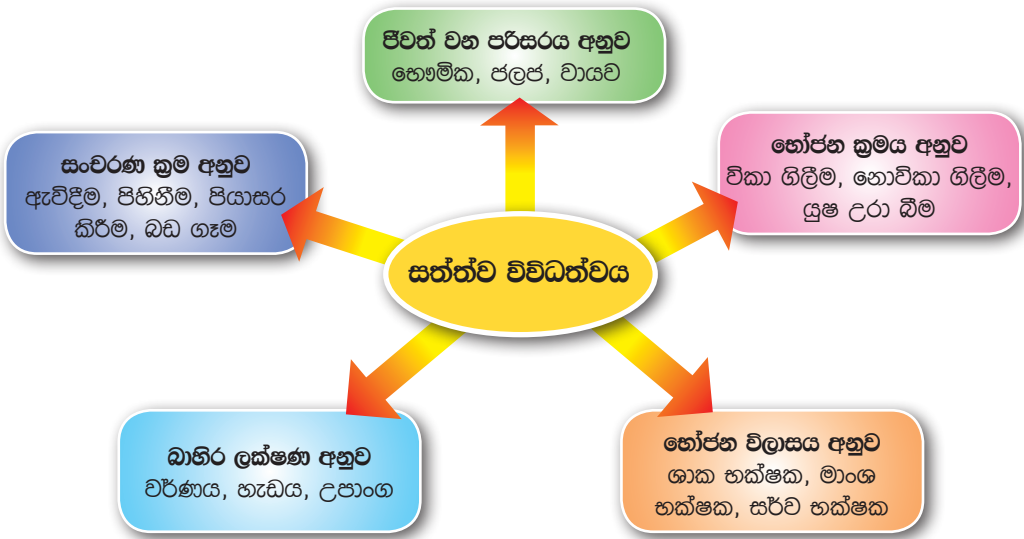 ජීවත් වන පරිසරය අනුව
භෞමික, ජලජ, වායව
සංචරණ ක්‍රම අනුව
ඇවිදීම, පිහිනීම, පියාසර
කිරීම, බඩ ගෑම
භෝජන ක්‍රමය අනුව
විකා ගිලීම, නොවිකා ගිලීම,
යුෂ උරා බීම
සත්ත්ව විවිධත්වය
බාහිර ලක්ෂණ අනුව
වර්ණය, හැඩය, උපාංග
භෝජන විලාසය අනුව
ශාක භක්ෂක, මාංශ
භක්ෂක, සර්ව භක්ෂක